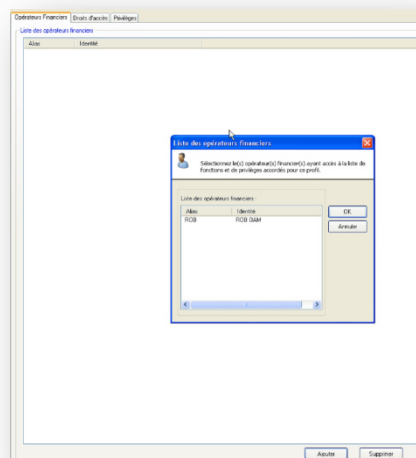 Opérateurs Financiers Droits d'accès Privilèges
Liste des opérateurs financiers
Alias Identité
Liste des opérateurs financiers
Sélectionnez le(s) opérateur(s) financier(s) ayant accès à la liste de
fonctions et de privilèges accordés pour ce profil.
Liste des opérateurs financiers :
Alias Identité
ROB ROB DAM
OK
Annuler
Ajouter Supprimer